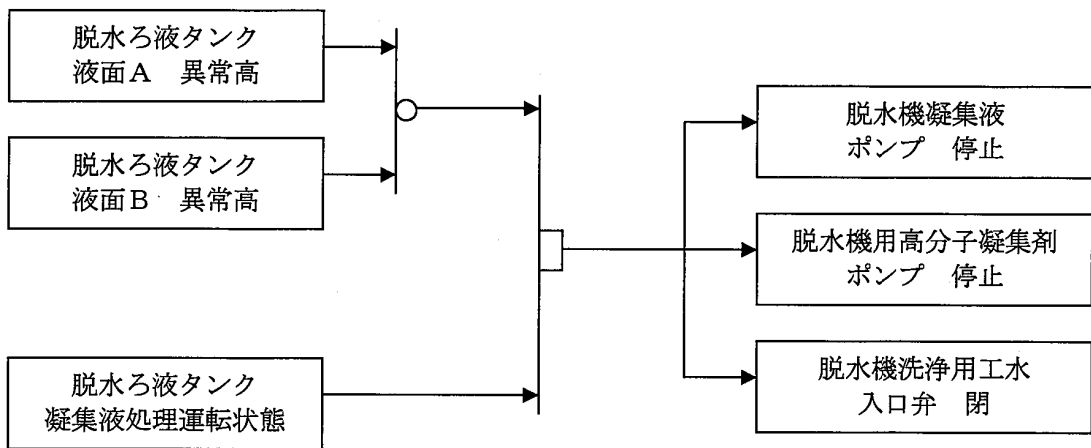 脱水ろ液タンク
液面A 異常高
脱水ろ液タンク
液面B 異常高
脱水ろ液タンク
凝集液処理運転状態
脱水機凝集液
ポンプ 停止
脱水機用高分子凝集剤
ポンプ 停止
脱水機洗浄用工水
入口弁 閉